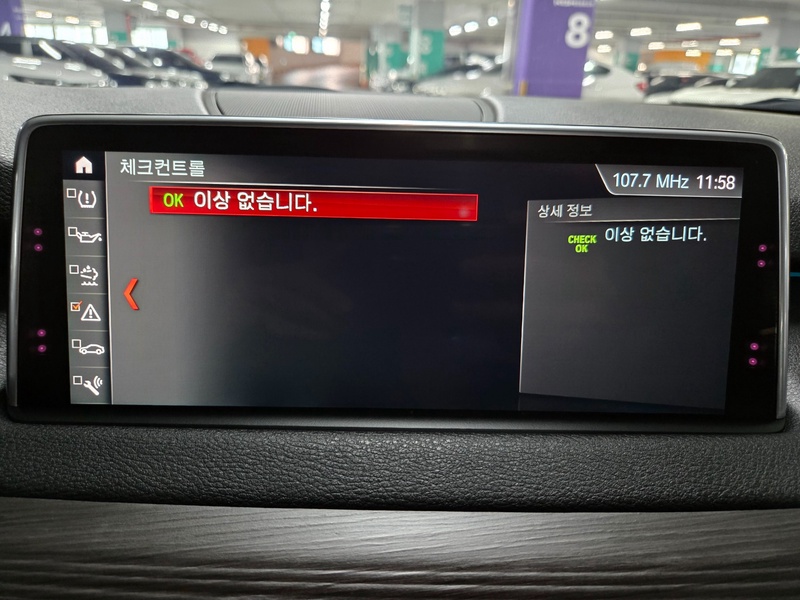 8
체크컨트롤
107.7 MHz 11:58
OK 이상 없습니다.
상세 정보
CHECK OK 이상 없습니다.